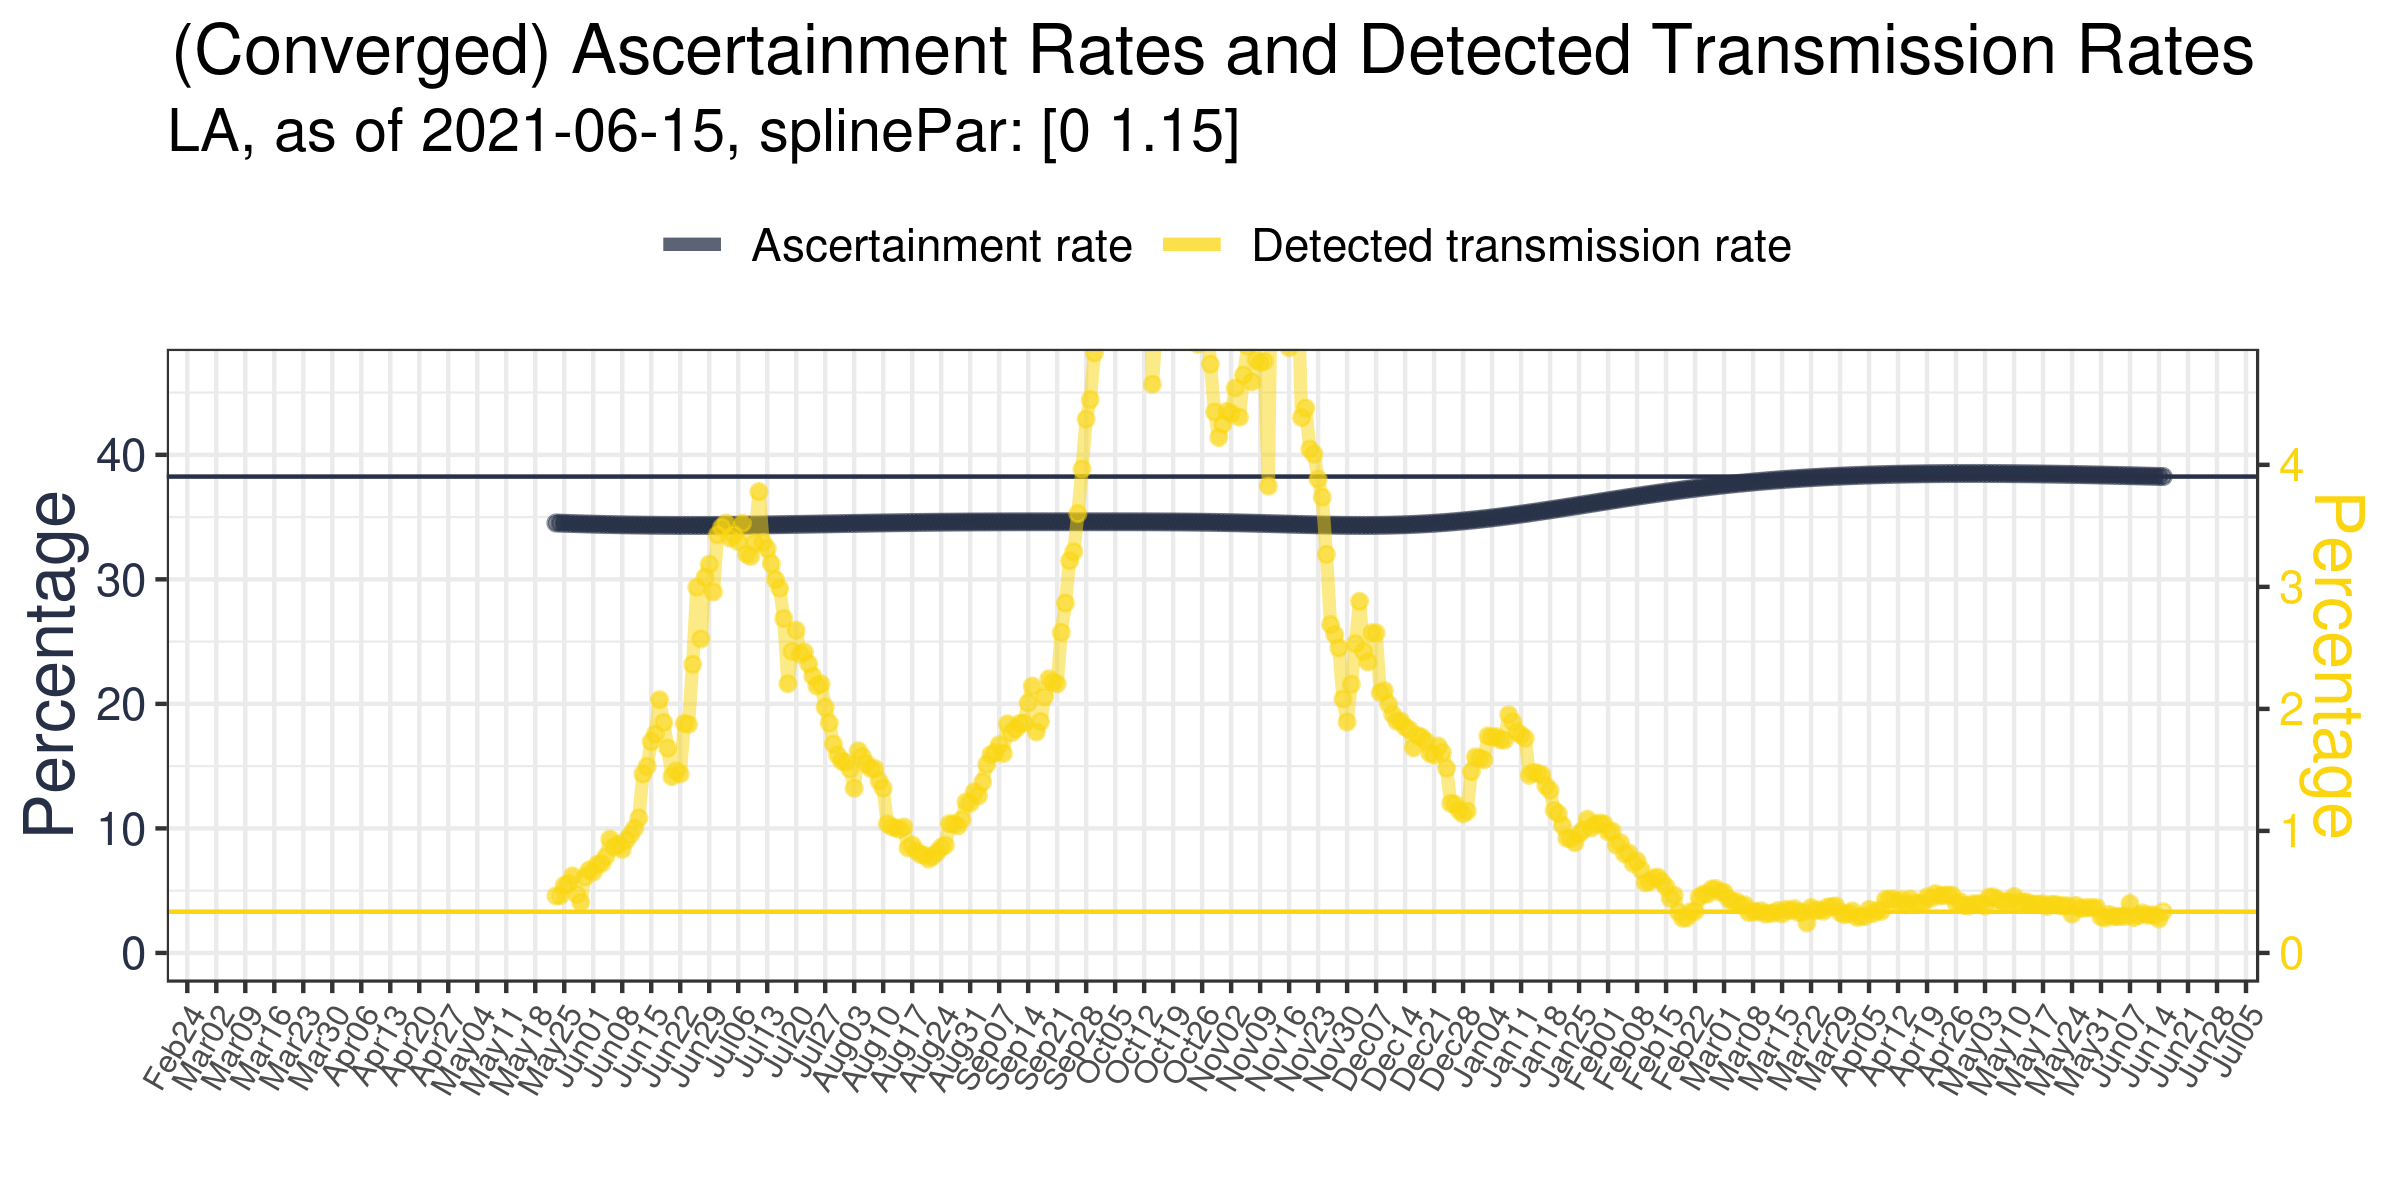 (Converged) Ascertainment Rates and Detected Transmission Rates
LA, as of 2021-06-15, splinePar: [0 1.15]
Ascertainment rate Detected transmission rate
Percentage
40
30
20
10
0
4
3
2
1
0
Percentage
Feb24 Mar02 Mar09 Mar16 Mar23 Mar30 Apr06 Apr13 Apr20 Apr27 May04 May11 May18 May25 Jun01 Jun08 Jun15 Jun22 Jun29 Jul06 Jul13 Jul20 Jul27 Aug03 Aug10 Aug17 Aug24 Aug31 Sep07 Sep14 Sep21 Sep28 Oct05 Oct12 Oct19 Oct26 Nov02 Nov09 Nov16 Nov23 Nov30 Dec07 Dec14 Dec21 Dec28 Jan04 Jan11 Jan18 Jan25 Feb01 Feb08 Feb15 Feb22 Mar01 Mar08 Mar15 Mar22 Mar29 Apr05 Apr12 Apr19 Apr26 May03 May10 May17 May24 May31 Jun07 Jun14 Jun21 Jun28 Jul05